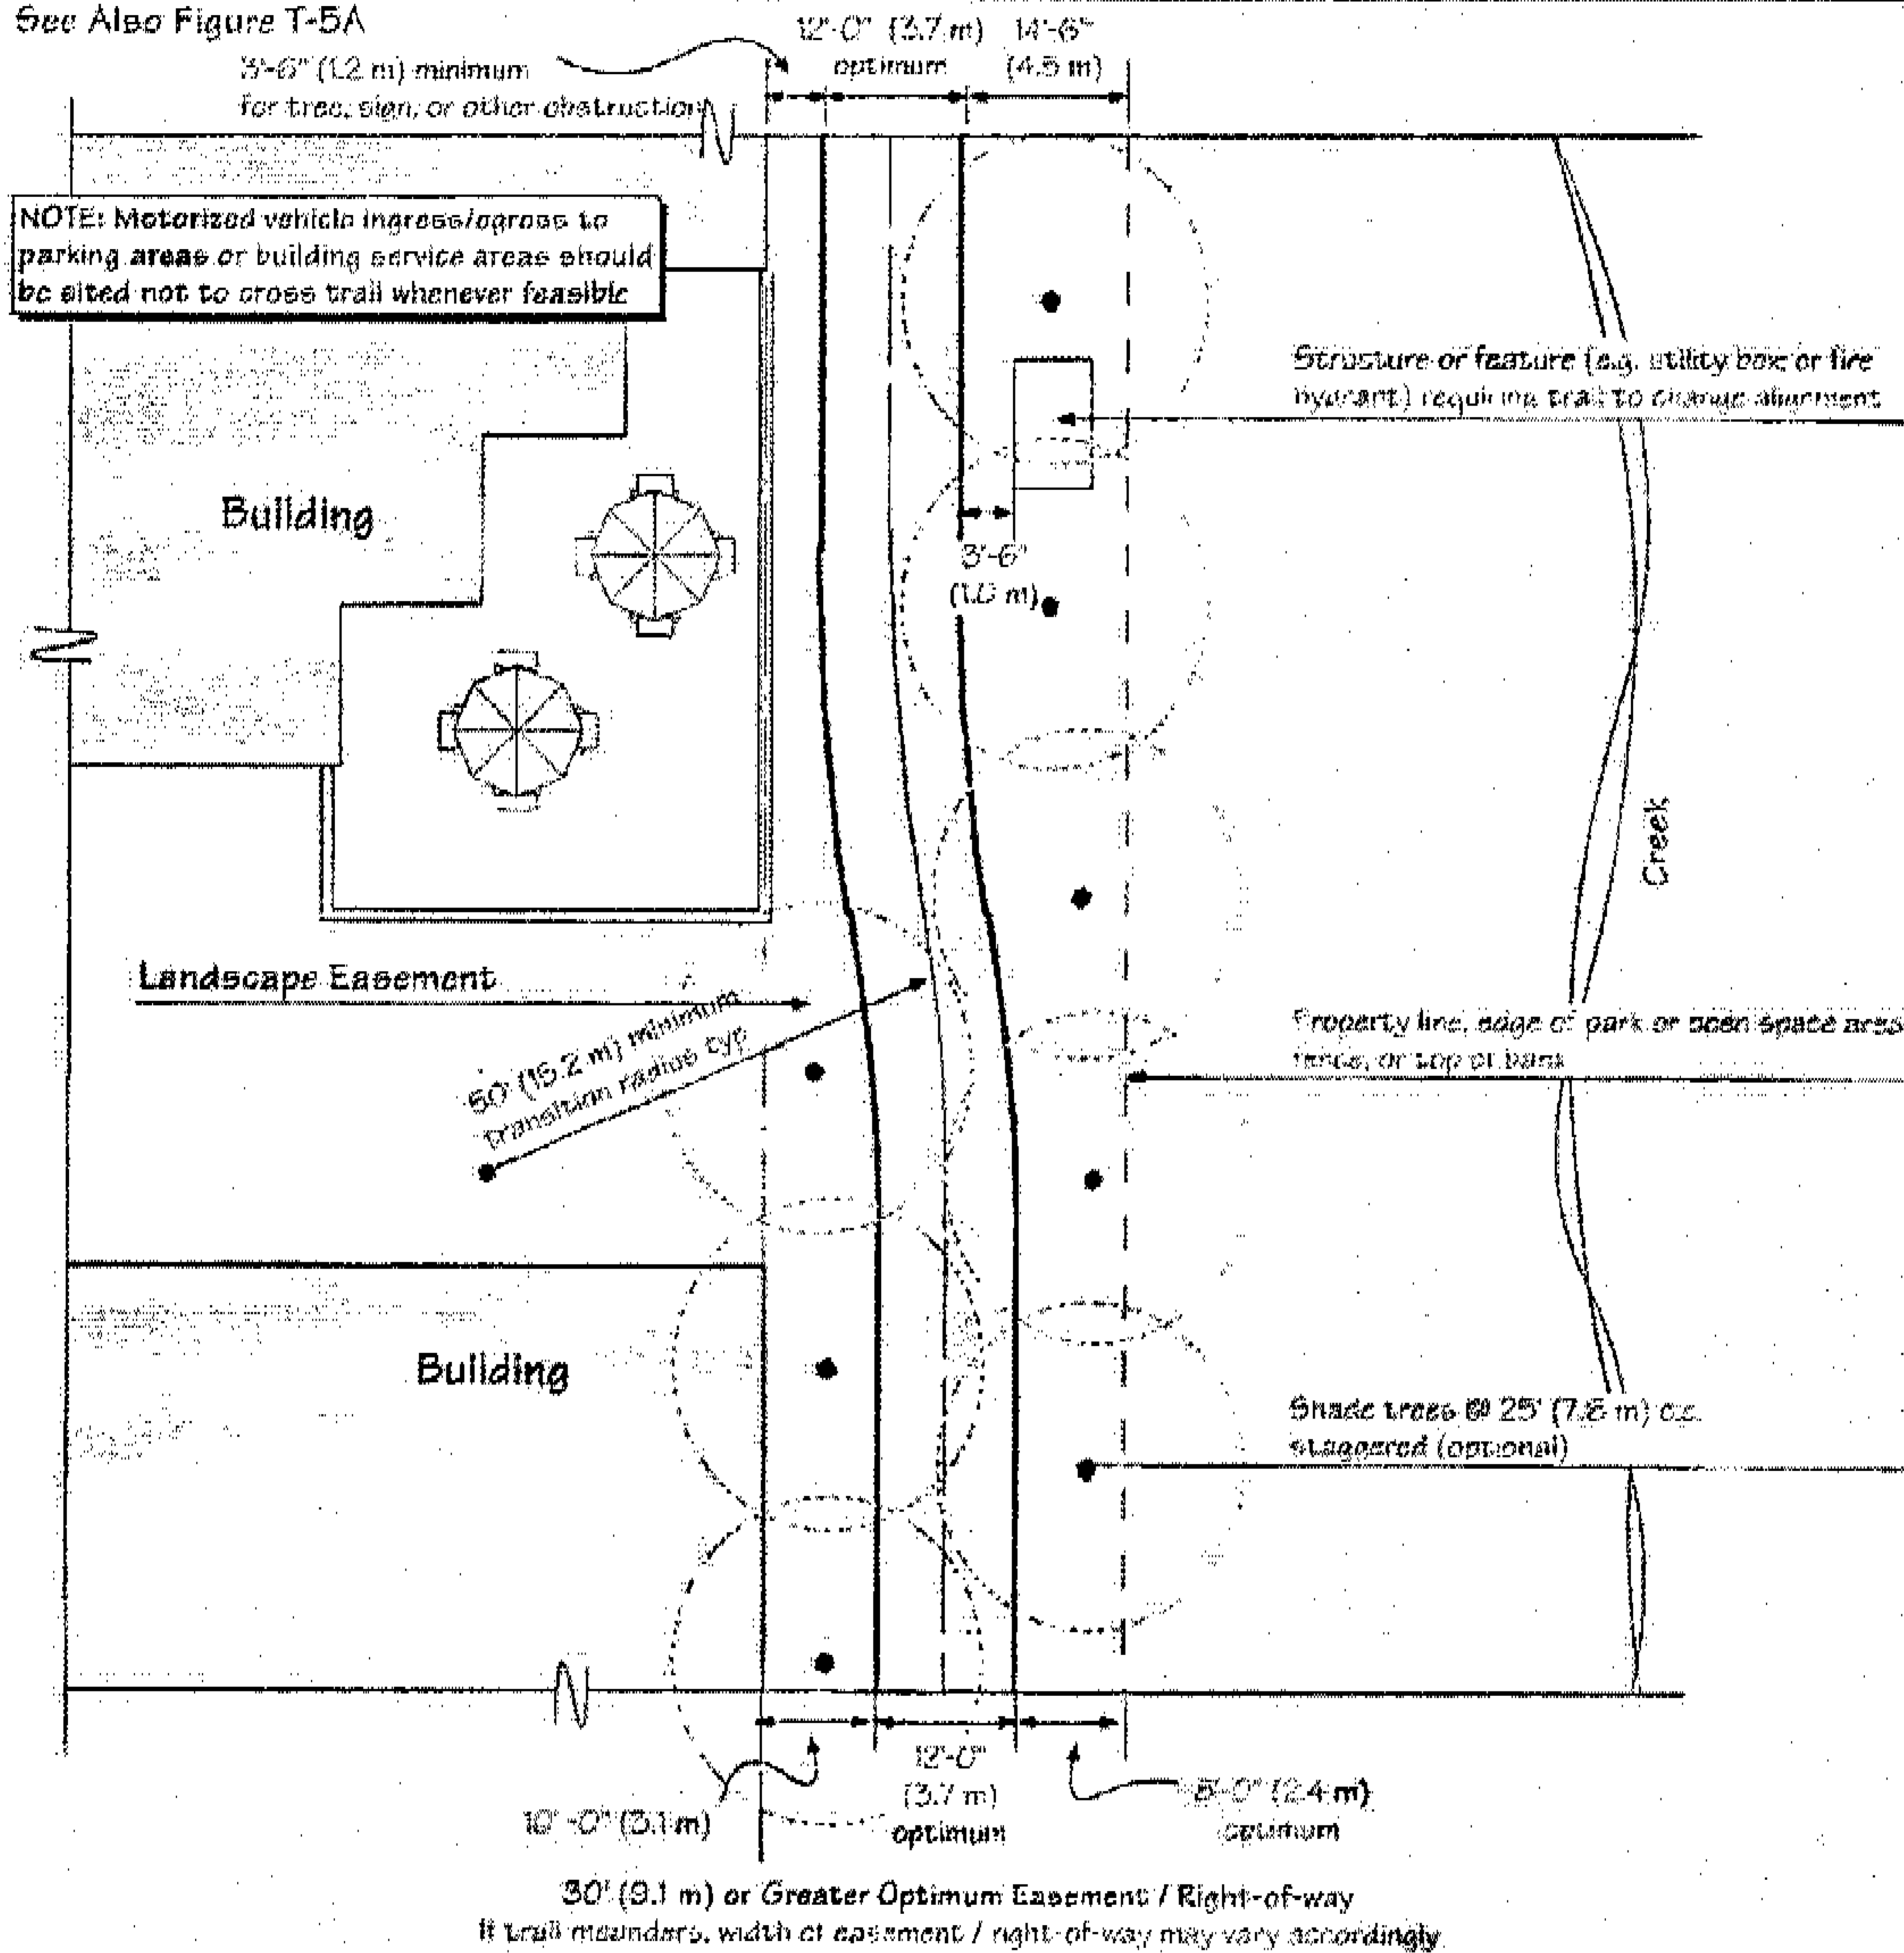 See Also Figure T-5A
12'-0" (3.7 m)
optimum
14'-6"
(4.5 m)
3'-6" (1.2 m) minimum
for tree, sign, or other obstruction
NOTE: Motorized vehicle ingress/egress to
parking areas or building service areas should
be sited not to cross trail whenever feasible
Structure or feature (e.g. utility box or fire
hydrant) requiring trail to change alignment
Building
3'-6"
Creek
Landscape Easement
50' (15.2 m) minimum
transition radius typ
Property line, edge of park or open space area
fence, or top of bank
Building
Shade trees @ 25' (7.6 m) o.c.
staggered (optional)
10'-0" (3.1 m)
12'-0"
(3.7 m)
optimum
8'-0" (2.4 m)
optimum
30' (9.1 m) or Greater Optimum Easement / Right-of-way
If trail meanders, width of easement / right-of-way may vary accordingly